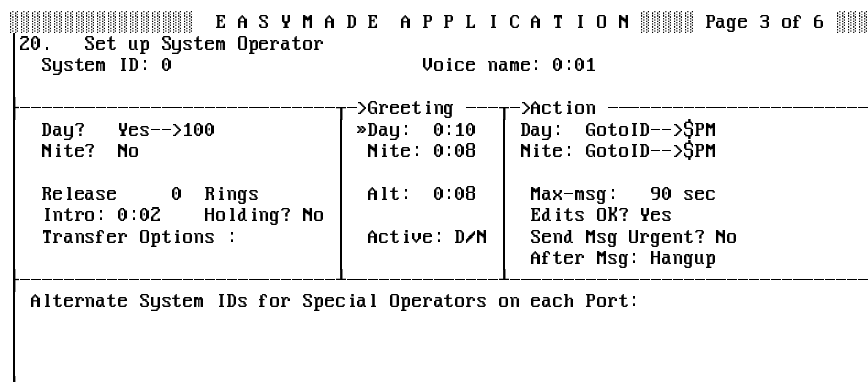 E A S Y M A D E   A P P L I C A T I O N   Page 3 of 6
20.   Set up System Operator
System ID: 0   Voice name: 0:01
->Greeting   ->Action
Day?   Yes-->100   »Day:  0:10   Day:  GotoID-->$PM
Nite?  No   Nite: 0:08   Nite: GotoID-->$PM
Release    0  Rings   Alt:  0:08   Max-msg:   90 sec
Intro: 0:02    Holding? No   Edits OK? Yes
Transfer Options :   Active: D/N   Send Msg Urgent? No
After Msg: Hangup
Alternate System IDs for Special Operators on each Port: